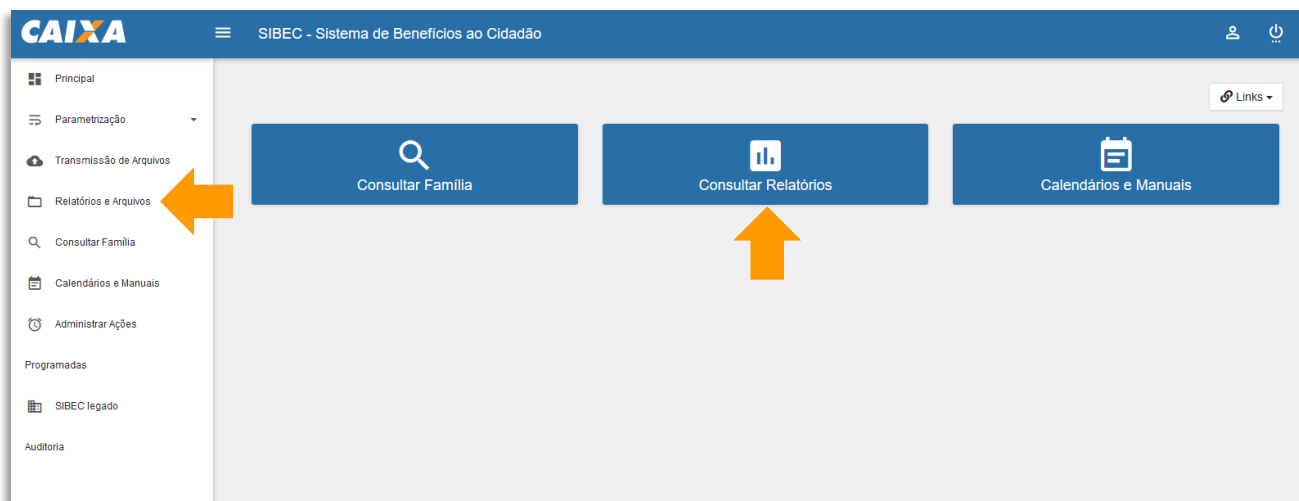 CAIXA
SIBEC - Sistema de Benefícios ao Cidadão
Principal
Parametrização
Transmissão de Arquivos
Relatórios e Arquivos
Consultar Família
Calendários e Manuais
Administrar Ações
Programadas
SIBEC legado
Auditoria
Links
Consultar Família
Consultar Relatórios
Calendários e Manuais